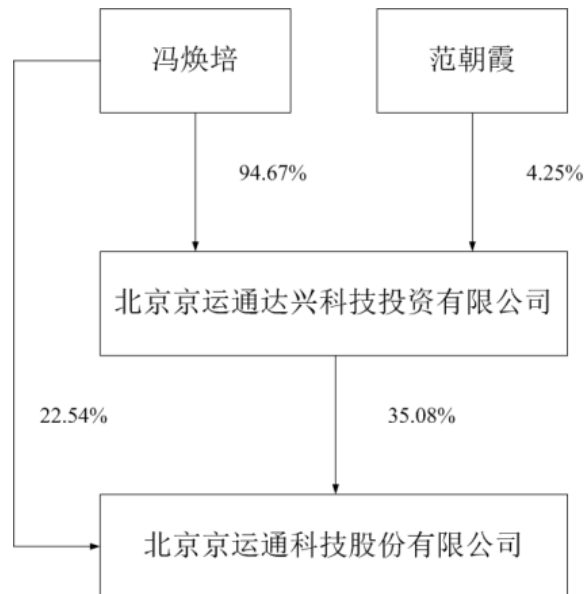 冯焕培
范朝霞
94.67%
4.25%
北京京运通达兴科技投资有限公司
22.54%
35.08%
北京京运通科技股份有限公司